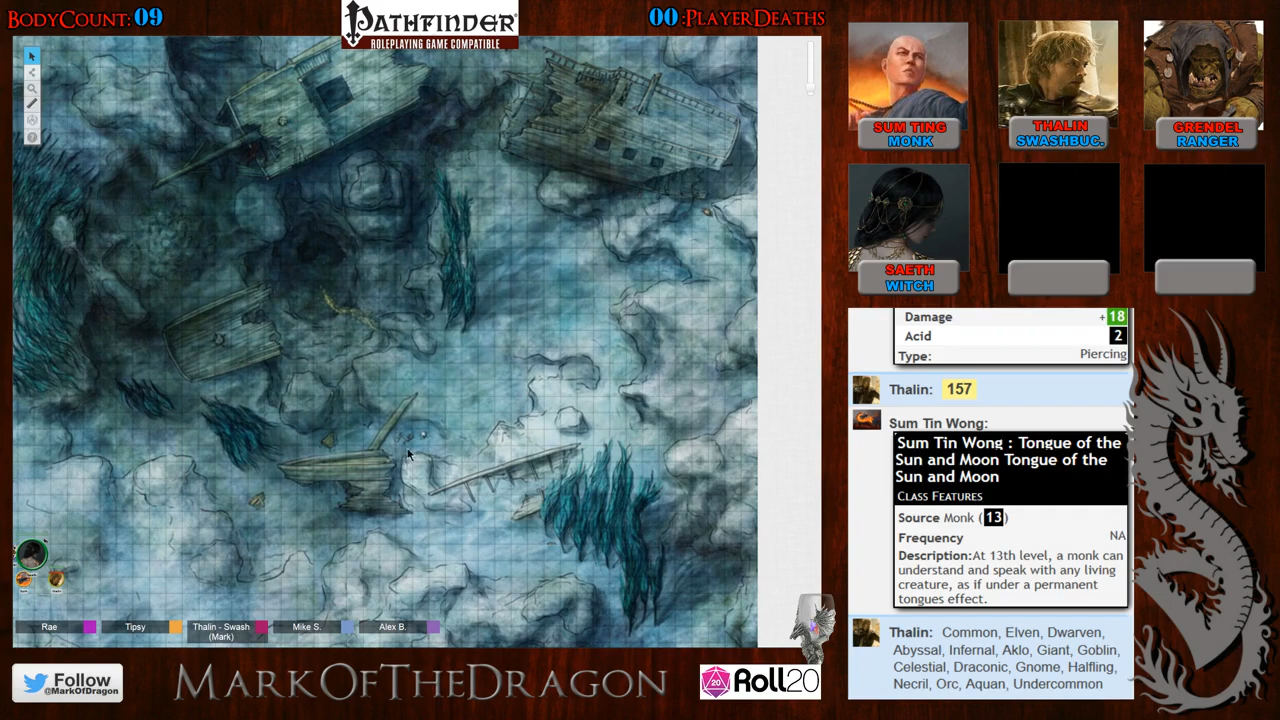 BODYCOUNT: 09
PATHFINDER
ROLEPLAYING GAME COMPATIBLE
00 :PLAYERDEATHS
SUM TING
MONK
THALIN
SWASHBUC.
GRENDEL
RANGER
SAETH
WITCH
Damage +18
Acid 2
Type: Piercing
Thalin: 157
Sum Tin Wong:
Sum Tin Wong : Tongue of the
Sun and Moon Tongue of the
Sun and Moon
CLASS FEATURES
Source Monk (13)
Frequency NA
Description:At 13th level, a monk can
understand and speak with any living
creature, as if under a permanent
tongues effect.
Thalin: Common, Elven, Dwarven,
Abyssal, Infernal, Aklo, Giant, Goblin,
Celestial, Draconic, Gnome, Halfling,
Necril, Orc, Aquan, Undercommon
Rae
Tipsy
Thalin - Swash
(Mark)
Mike S.
Alex B.
Follow
@MarkOfDragon
MARKOFTHEDRAGON
20
Roll20